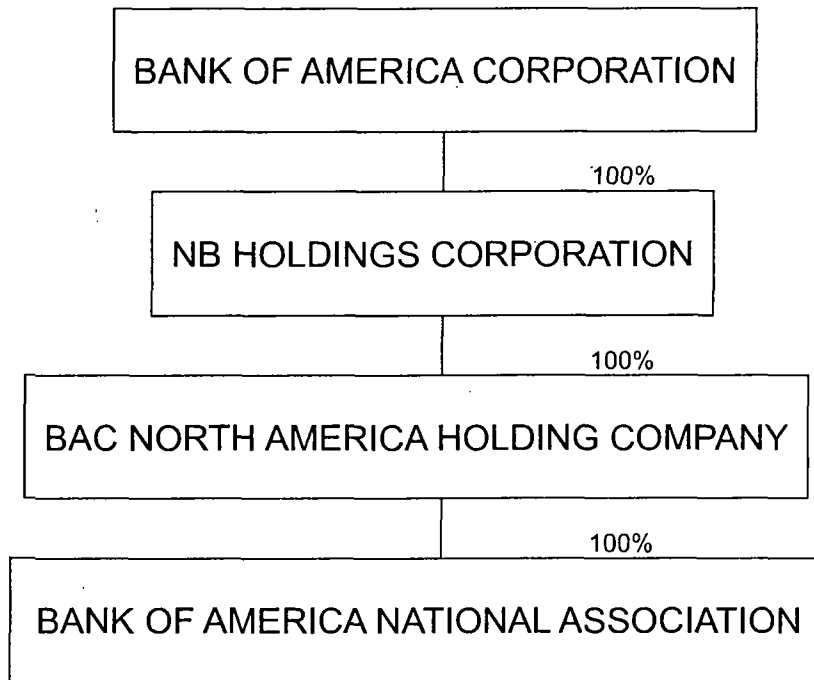 BANK OF AMERICA CORPORATION
100%
NB HOLDINGS CORPORATION
100%
BAC NORTH AMERICA HOLDING COMPANY
100%
BANK OF AMERICA NATIONAL ASSOCIATION